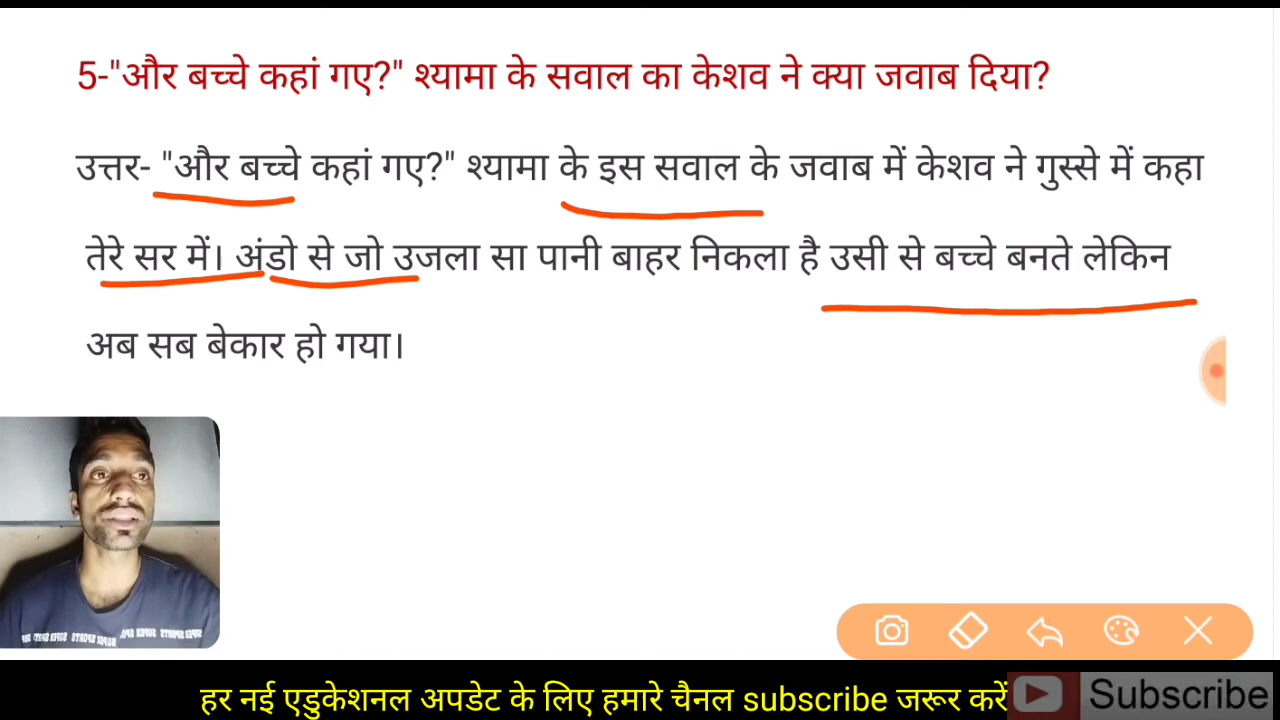 5-"और बच्चे कहां गए?" श्यामा के सवाल का केशव ने क्या जवाब दिया?
उत्तर- "और बच्चे कहां गए?" श्यामा के इस सवाल के जवाब में केशव ने गुस्से में कहा
तेरे सर में। अंडो से जो उजला सा पानी बाहर निकला है उसी से बच्चे बनते लेकिन
अब सब बेकार हो गया।
हर नई एडुकेशनल अपडेट के लिए हमारे चैनल subscribe जरूर करें
Subscribe